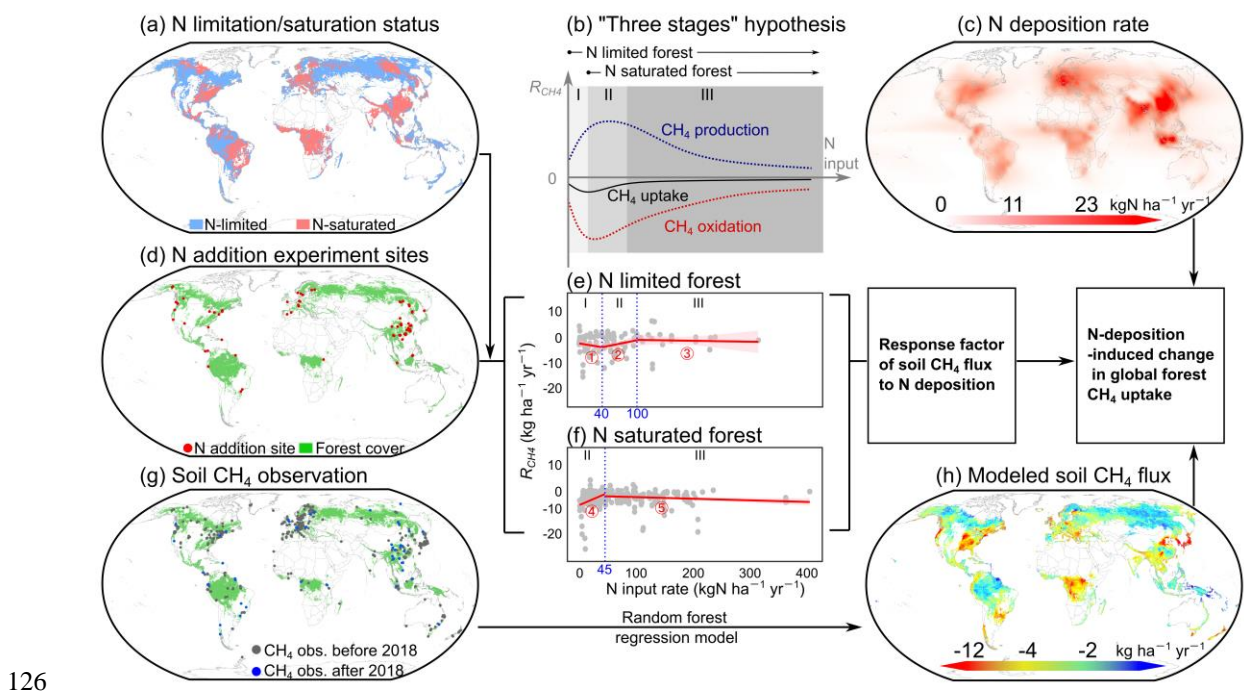 (a) N limitation/saturation status
N-limited
N-saturated
(b) "Three stages" hypothesis
N limited forest
N saturated forest
R_CH4
I
II
III
CH₄ production
N
input
0
CH₄ uptake
CH₄ oxidation
(c) N deposition rate
0 11 23 kgN ha⁻¹ yr⁻¹
(d) N addition experiment sites
N addition site
Forest cover
(e) N limited forest
I II III
10
0
-10
-20
① ② ③
40 100
R_CH4 (kg ha⁻¹ yr⁻¹)
(f) N saturated forest
II III
10
0
-10
-20
④ ⑤
45
0 100 200 300 400
N input rate (kgN ha⁻¹ yr⁻¹)
Response factor
of soil CH₄ flux
to N deposition
N-deposition
-induced change
in global forest
CH₄ uptake
(g) Soil CH₄ observation
CH₄ obs. before 2018
CH₄ obs. after 2018
Random forest
regression model
(h) Modeled soil CH₄ flux
-12 -4 -2 kg ha⁻¹ yr⁻¹
126